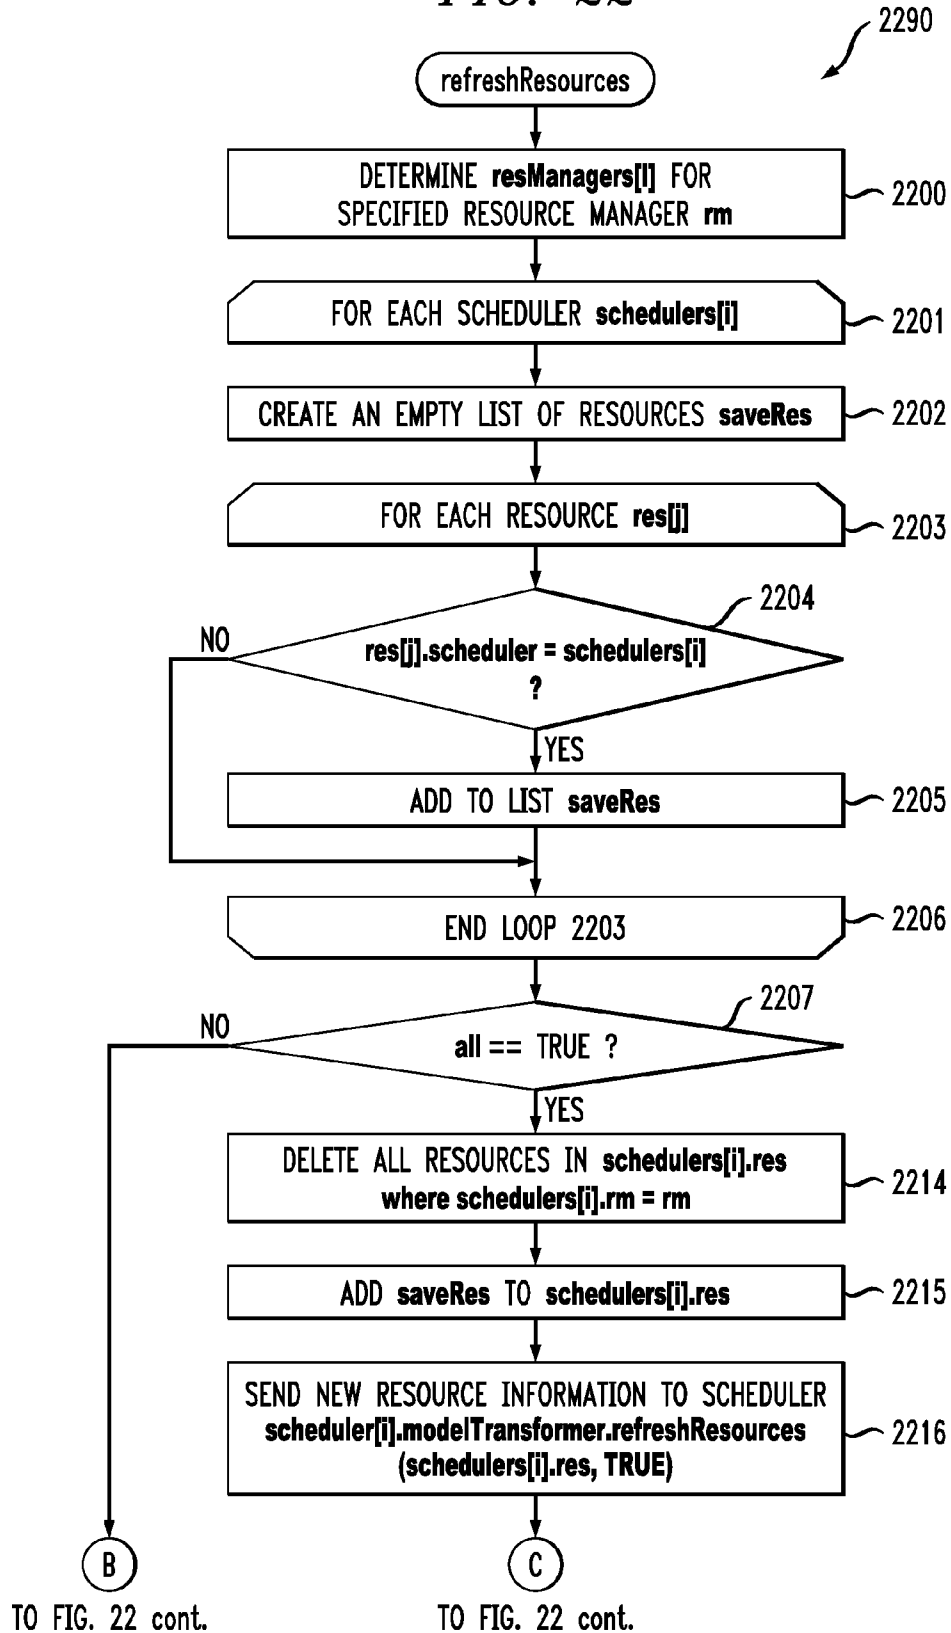 FIG. 22
2290
refreshResources
DETERMINE resManagers[l] FOR
SPECIFIED RESOURCE MANAGER rm
2200
FOR EACH SCHEDULER schedulers[i]
2201
CREATE AN EMPTY LIST OF RESOURCES saveRes
2202
FOR EACH RESOURCE res[j]
2203
2204
NO
res[j].scheduler = schedulers[i]
?
YES
ADD TO LIST saveRes
2205
END LOOP 2203
2206
2207
NO
all == TRUE ?
YES
DELETE ALL RESOURCES IN schedulers[i].res
where schedulers[i].rm = rm
2214
ADD saveRes TO schedulers[i].res
2215
SEND NEW RESOURCE INFORMATION TO SCHEDULER
scheduler[i].modelTransformer.refreshResources
(schedulers[i].res, TRUE)
2216
B
C
TO FIG. 22 cont.
TO FIG. 22 cont.